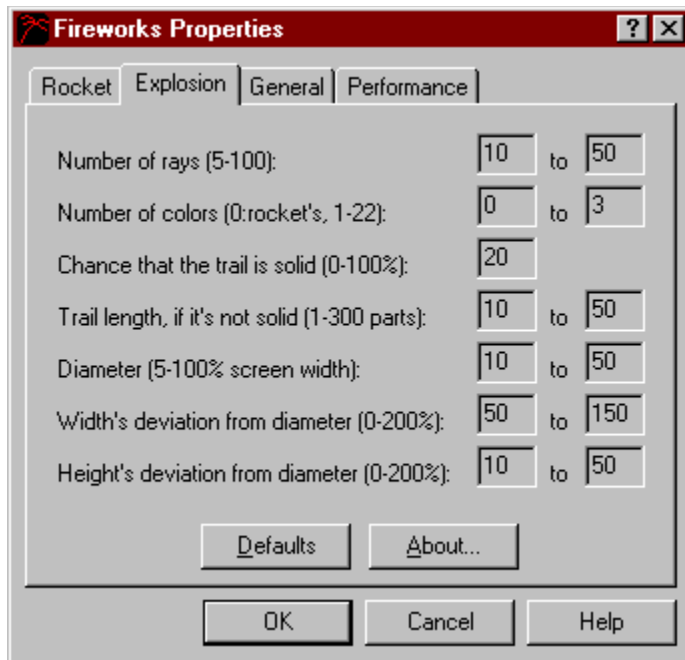 Fireworks Properties
Rocket Explosion General Performance
Number of rays (5-100): 10 to 50
Number of colors (0:rocket's, 1-22): 0 to 3
Chance that the trail is solid (0-100%): 20
Trail length, if it's not solid (1-300 parts): 10 to 50
Diameter (5-100% screen width): 10 to 50
Width's deviation from diameter (0-200%): 50 to 150
Height's deviation from diameter (0-200%): 10 to 50
Defaults About...
OK Cancel Help